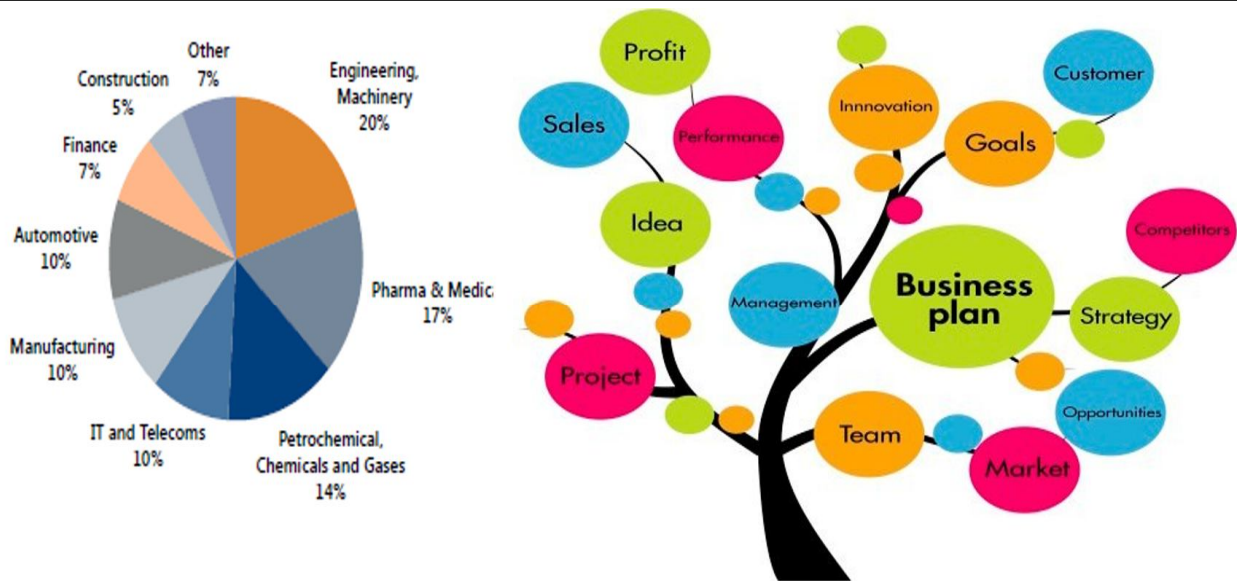 Other
7%
Construction
5%
Engineering,
Machinery
20%
Finance
7%
Automotive
10%
Pharma & Medic
17%
Manufacturing
10%
IT and Telecoms
10%
Petrochemical,
Chemicals and Gases
14%
Profit
Sales
Performance
Innnovation
Customer
Goals
Idea
Competitors
Management
Business
plan
Strategy
Project
Opportunities
Team
Market